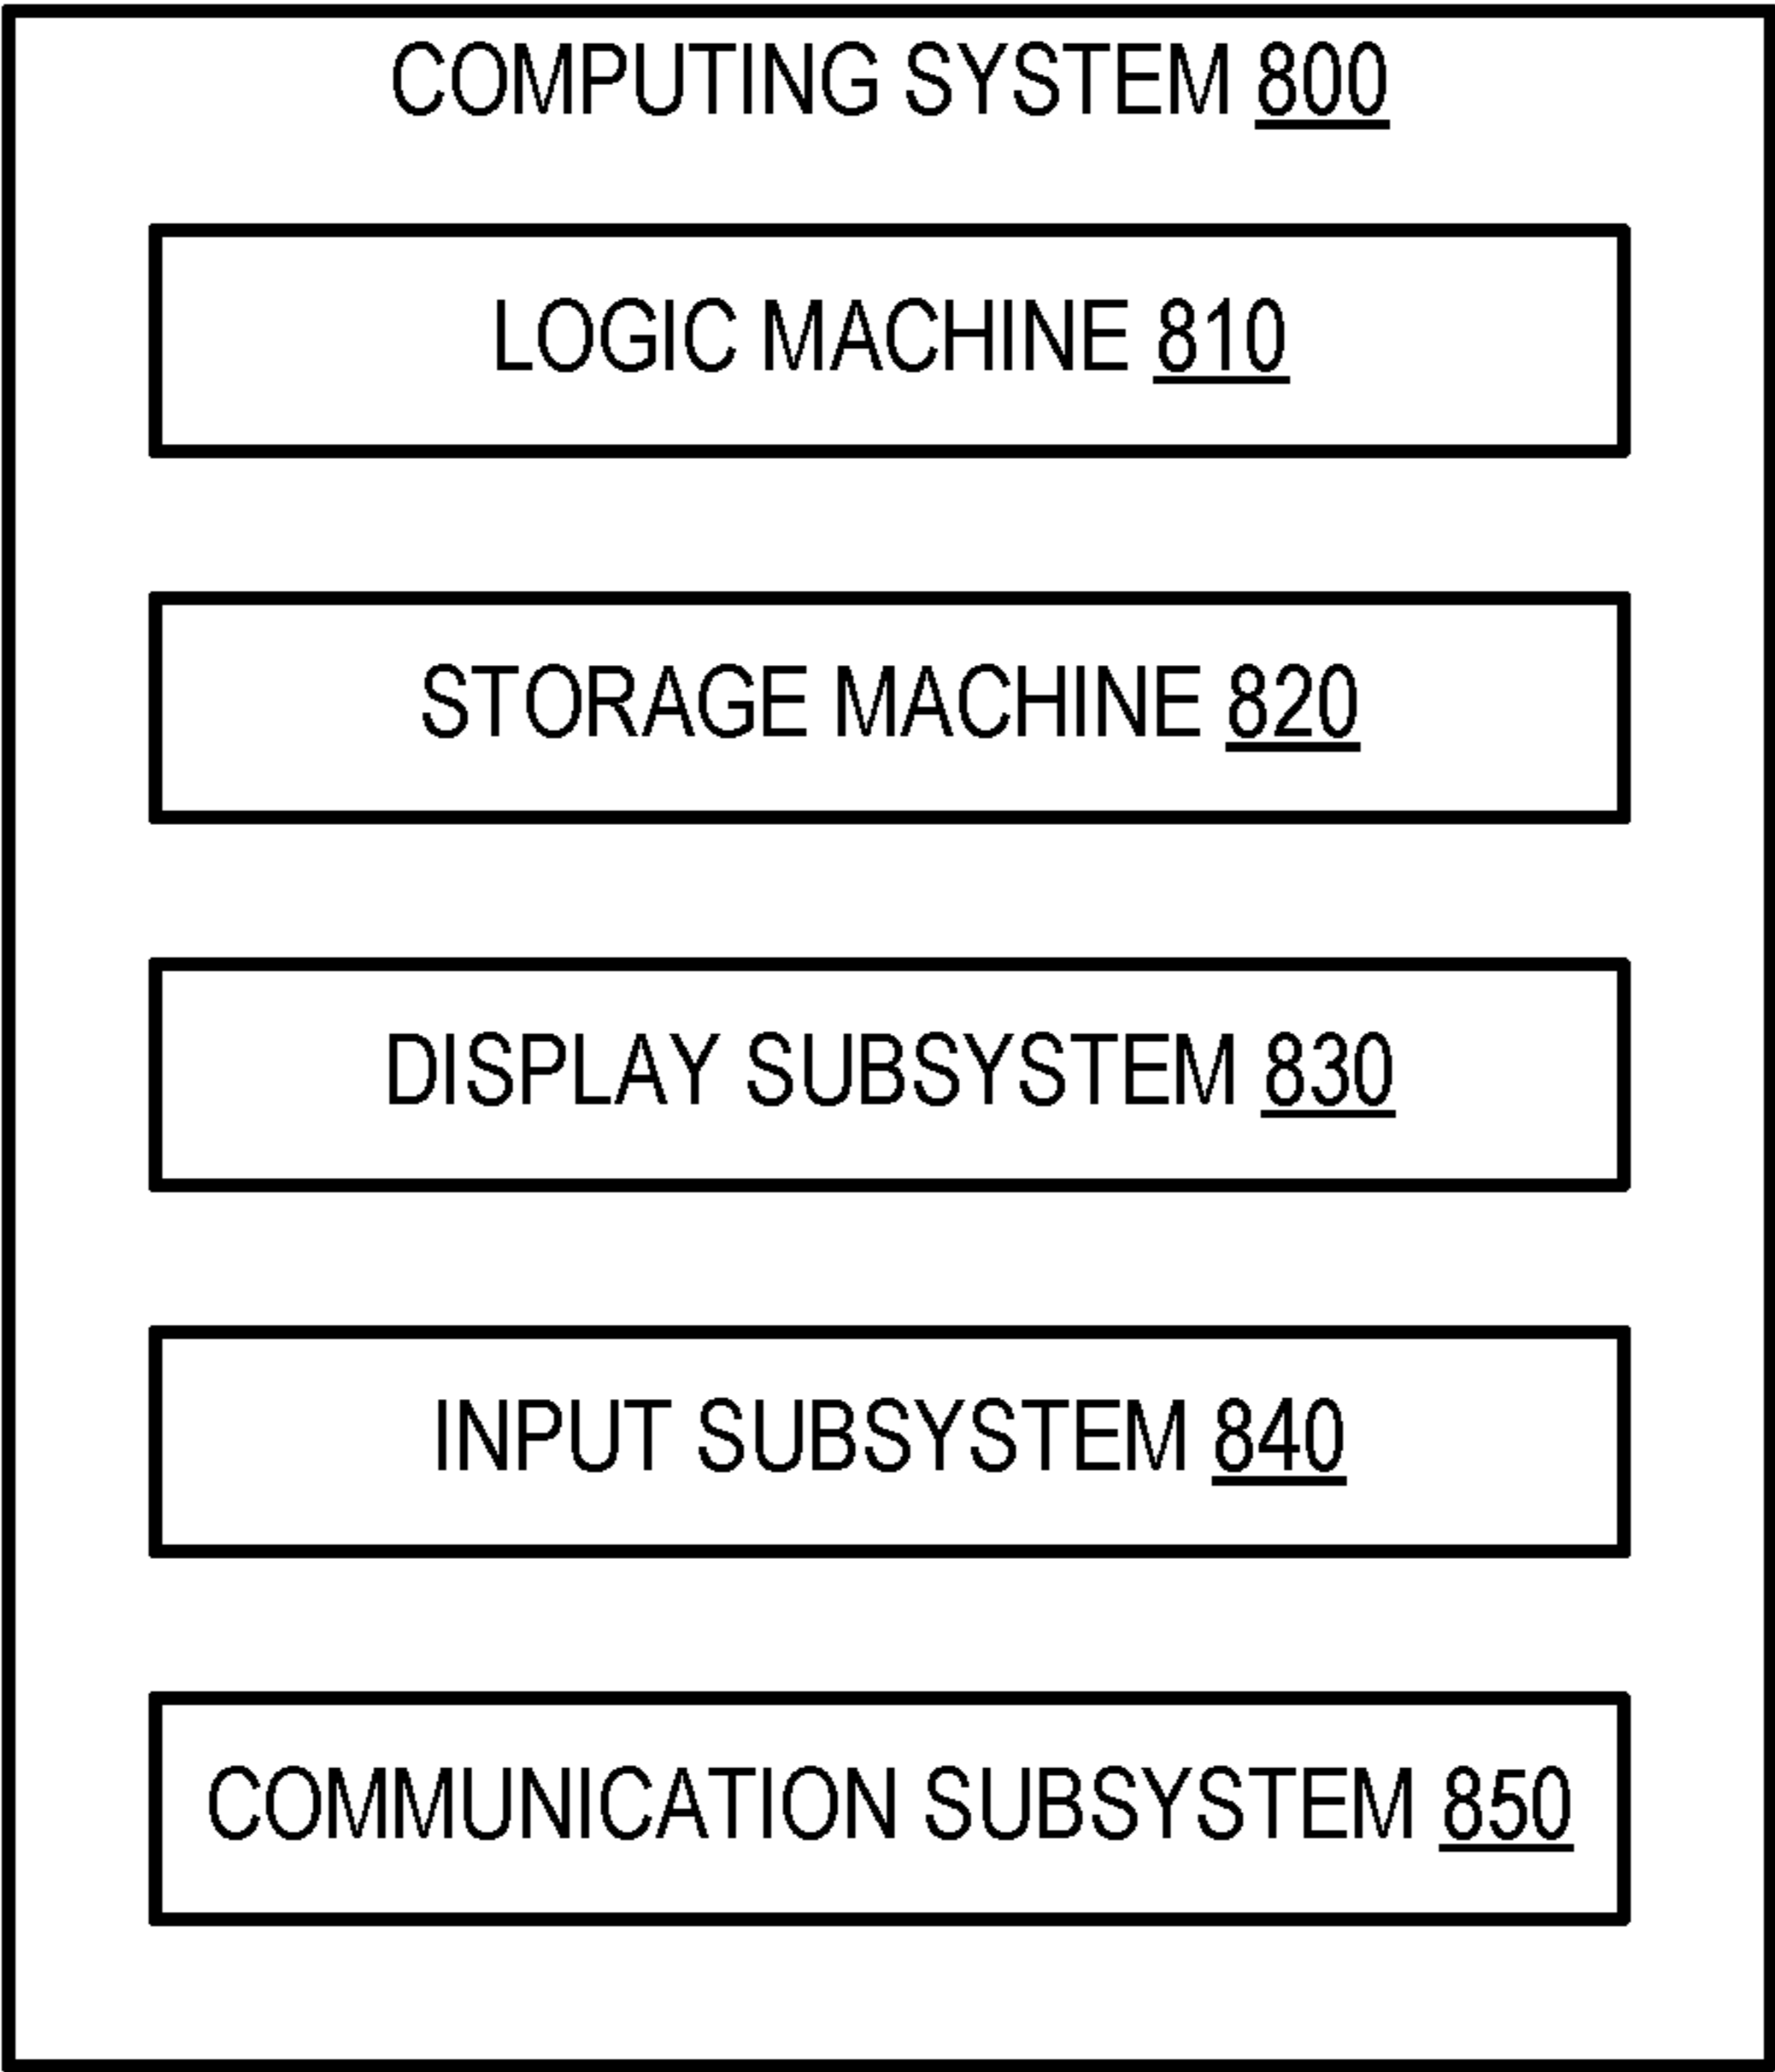 COMPUTING SYSTEM 800
LOGIC MACHINE 810
STORAGE MACHINE 820
DISPLAY SUBSYSTEM 830
INPUT SUBSYSTEM 840
COMMUNICATION SUBSYSTEM 850